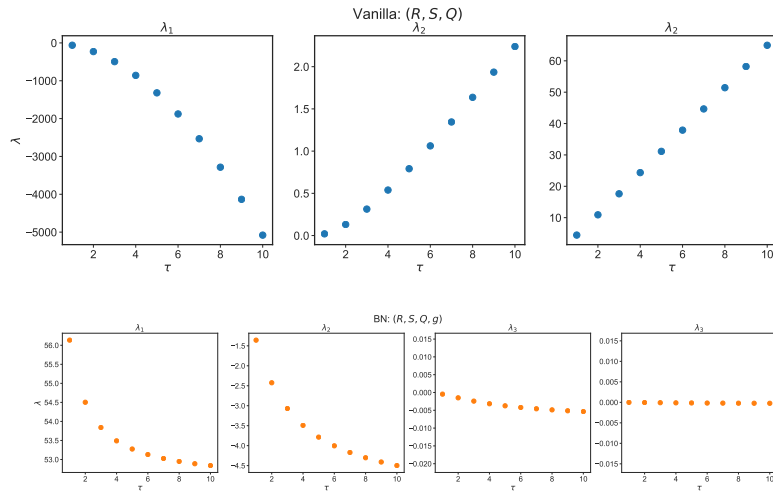 Vanilla: (R, S, Q)
λ1 λ2 λ2
0 2.0 60
-1000 1.5 50
-2000 40
-3000 1.0 30
-4000 0.5 20
-5000 0.0 10
λ
2 4 6 8 10 2 4 6 8 10 2 4 6 8 10
τ τ τ
BN: (R, S, Q, g)
λ1 λ2 λ3 λ3
56.0 −1.5 0.015 0.015
55.5 −2.0 0.010 0.010
55.0 −2.5 0.005 0.005
54.5 −3.0 0.000 0.000
54.0 −3.5 −0.005 −0.005
53.5 −4.0 −0.010 −0.010
53.0 −4.5 −0.015 −0.015
−0.020
λ
2 4 6 8 10 2 4 6 8 10 2 4 6 8 10 2 4 6 8 10
τ τ τ τ